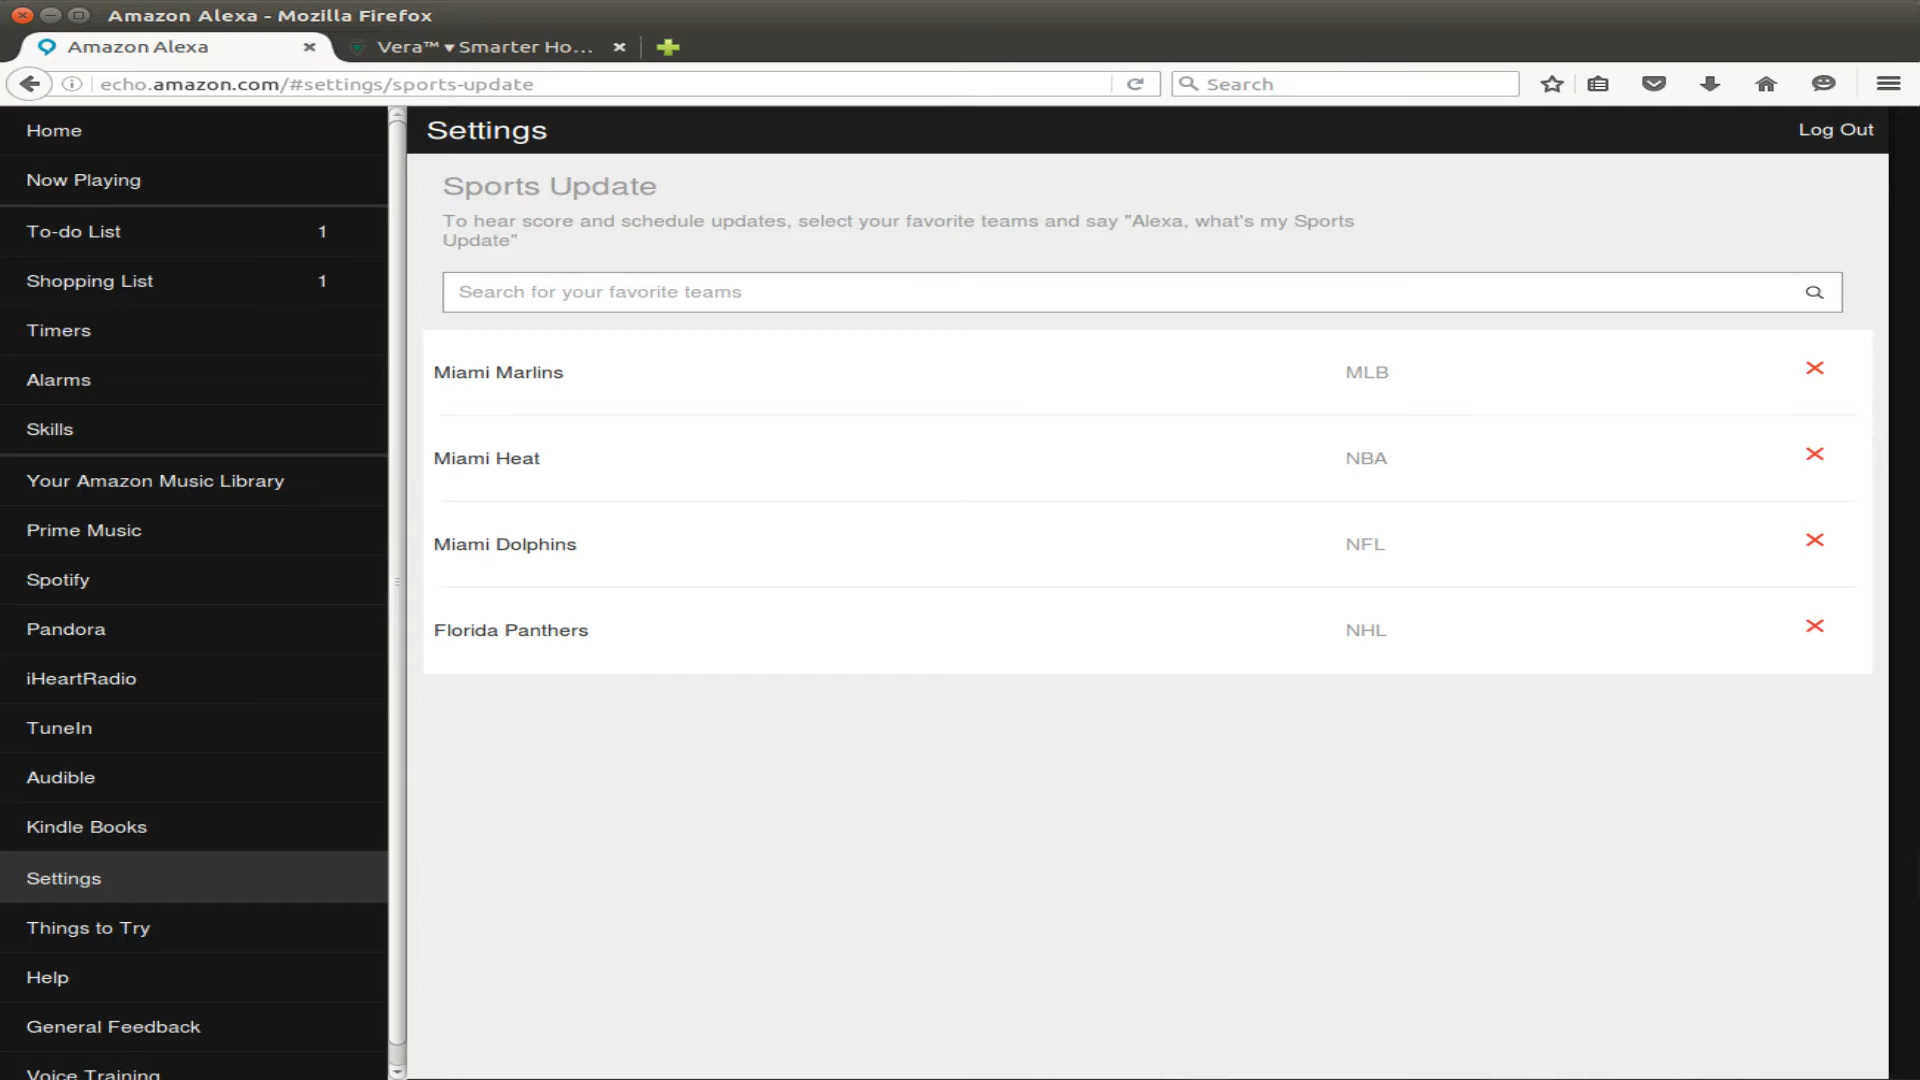 Amazon Alexa - Mozilla Firefox
Amazon Alexa
Vera™ ▾ Smarter Ho...
echo.amazon.com/#settings/sports-update
Search
Home
Now Playing
To-do List 1
Shopping List 1
Timers
Alarms
Skills
Your Amazon Music Library
Prime Music
Spotify
Pandora
iHeartRadio
TuneIn
Audible
Kindle Books
Settings
Things to Try
Help
General Feedback
Voice Training
Settings
Log Out
Sports Update
To hear score and schedule updates, select your favorite teams and say "Alexa, what's my Sports
Update"
Search for your favorite teams
Miami Marlins MLB
Miami Heat NBA
Miami Dolphins NFL
Florida Panthers NHL